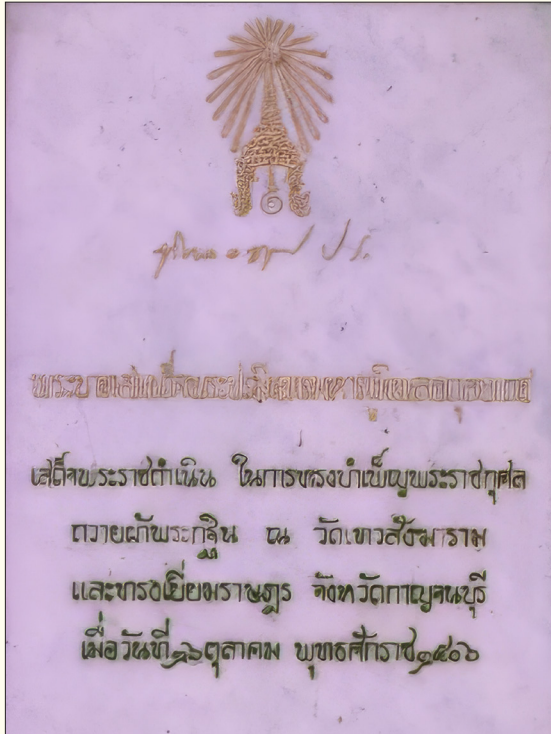 พระบาทสมเด็จพระปรมินทรมหาภูมิพลอดุลยเดช
เสด็จพระราชดำเนิน ในการทรงบำเพ็ญพระราชกุศล
ถวายผ้าพระกฐิน ณ วัดเทวสังฆาราม
และทรงเยี่ยมราษฎร จังหวัดกาญจนบุรี
เมื่อวันที่๒๖ตุลาคม พุทธศักราช๒๕๐๖